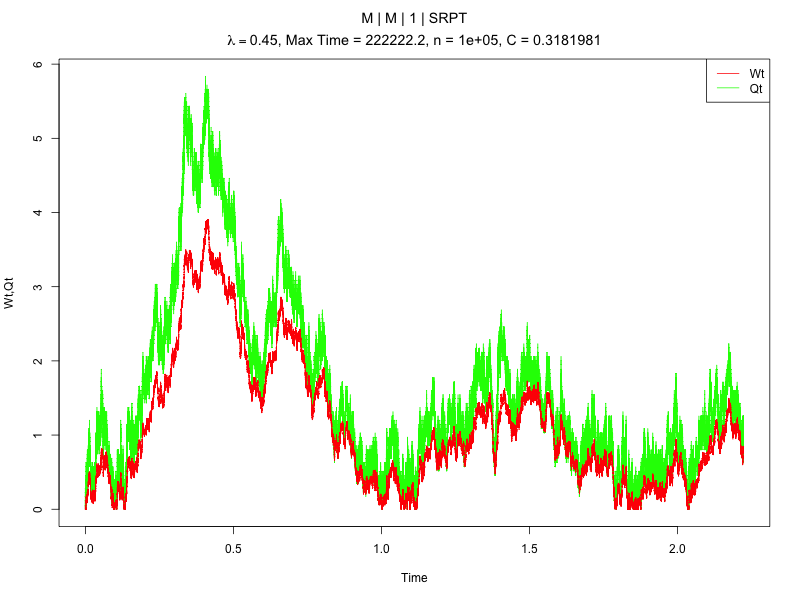 M | M | 1 | SRPT
λ = 0.45, Max Time = 222222.2, n = 1e+05, C = 0.3181981
Wt
Qt
6
5
4
3
2
1
0
Wt,Qt
0.0 0.5 1.0 1.5 2.0
Time